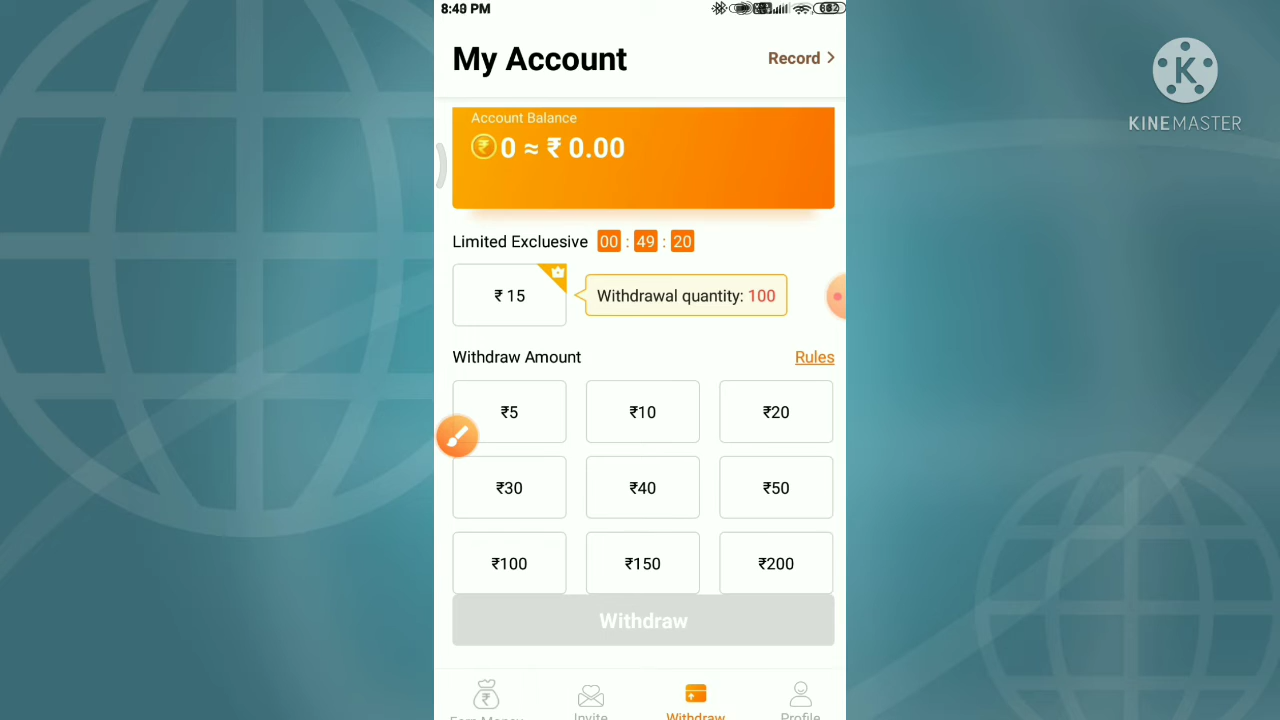 8:49 PM
My Account
Record >
Account Balance
₹ 0 ≈ ₹ 0.00
Limited Excluesive 00 : 49 : 20
₹ 15
Withdrawal quantity: 100
Withdraw Amount
Rules
₹5
₹10
₹20
₹30
₹40
₹50
₹100
₹150
₹200
Withdraw
Earn Money
Invite
Withdraw
Profile
K
KINEMASTER